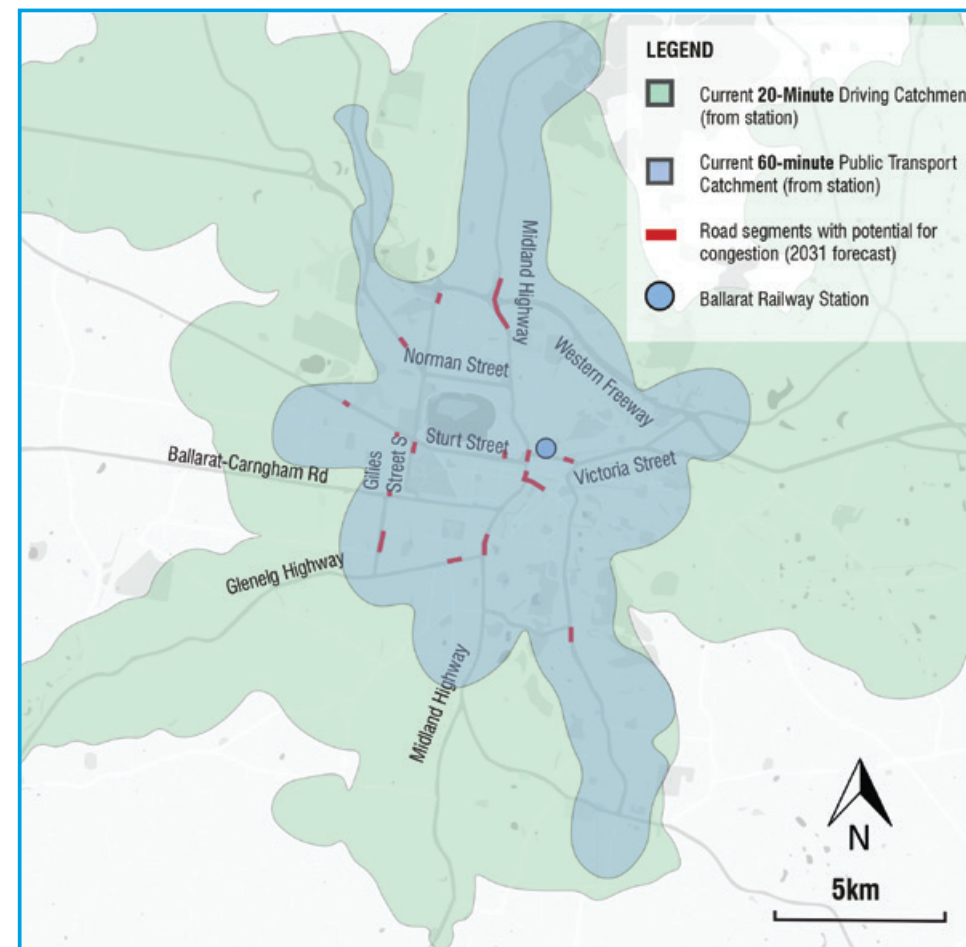 LEGEND
Current 20-Minute Driving Catchmen
(from station)
Current 60-minute Public Transport
Catchment (from station)
Road segments with potential for
congestion (2031 forecast)
Ballarat Railway Station
Midland Highway
Norman Street
Western Freeway
Sturt Street
Gillies
Street S
Victoria Street
Ballarat-Carngham Rd
Glenelg Highway
Midland Highway
N
5km